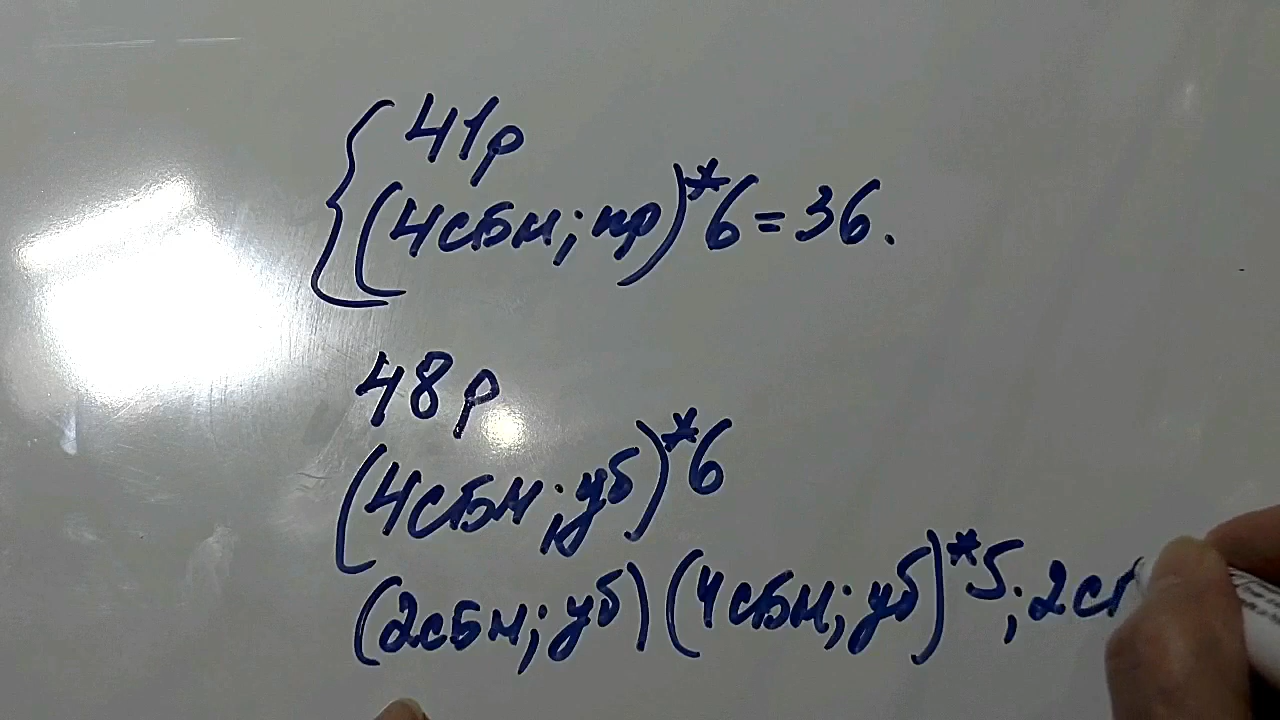 41р
(4сбн; пр)*6=36.
48р
(4сбн; уб)*6
(2сбн; уб)(4сбн; уб)*5; 2с